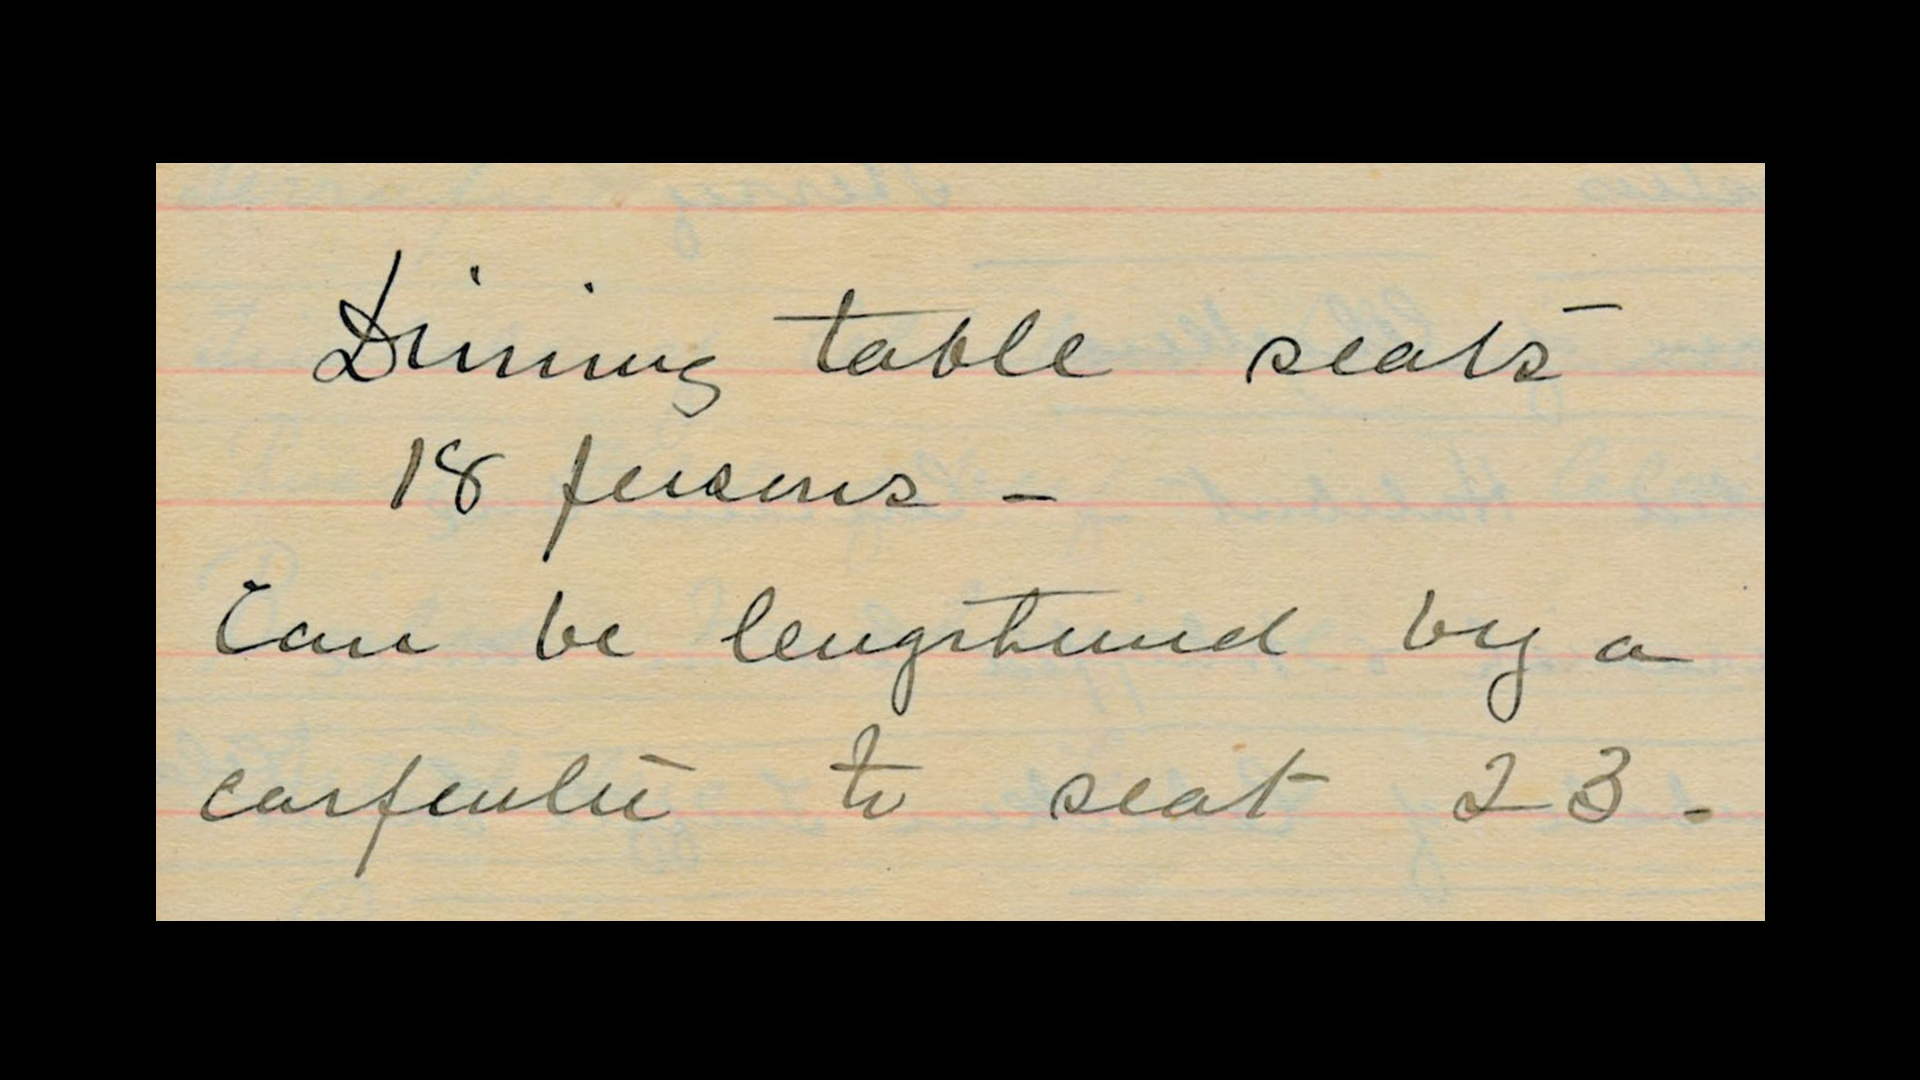 Dining table seats
18 persons -
Can be lengthened by a
carpenter to seat 23.